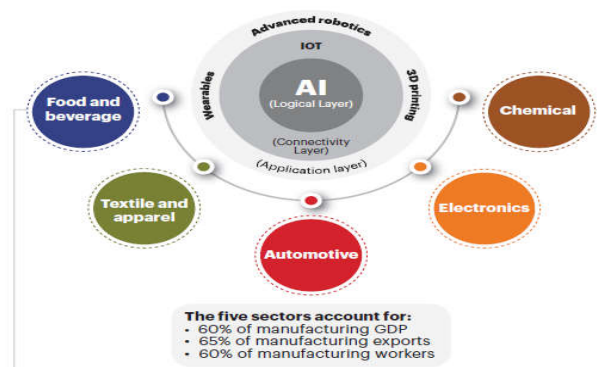 Advanced robotics
IOT
Wearables
AI
(Logical Layer)
3D printing
(Connectivity
Layer)
(Application layer)
Food and
beverage
Chemical
Textile and
apparel
Electronics
Automotive
The five sectors account for:
• 60% of manufacturing GDP
• 65% of manufacturing exports
• 60% of manufacturing workers